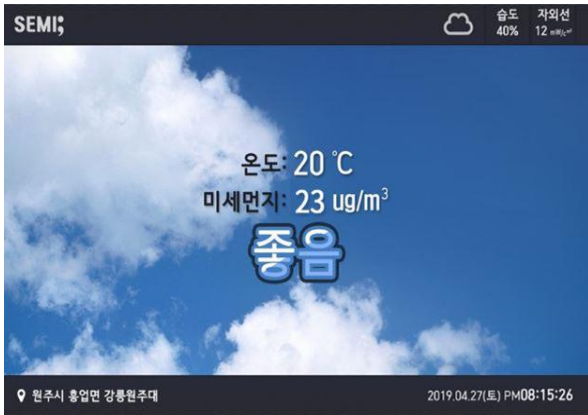 SEMI;
습도 자외선
40% 12 mW/c㎡
온도: 20 ℃
미세먼지: 23 ug/m³
좋음
원주시 흥업면 강릉원주대
2019.04.27(토) PM08:15:26